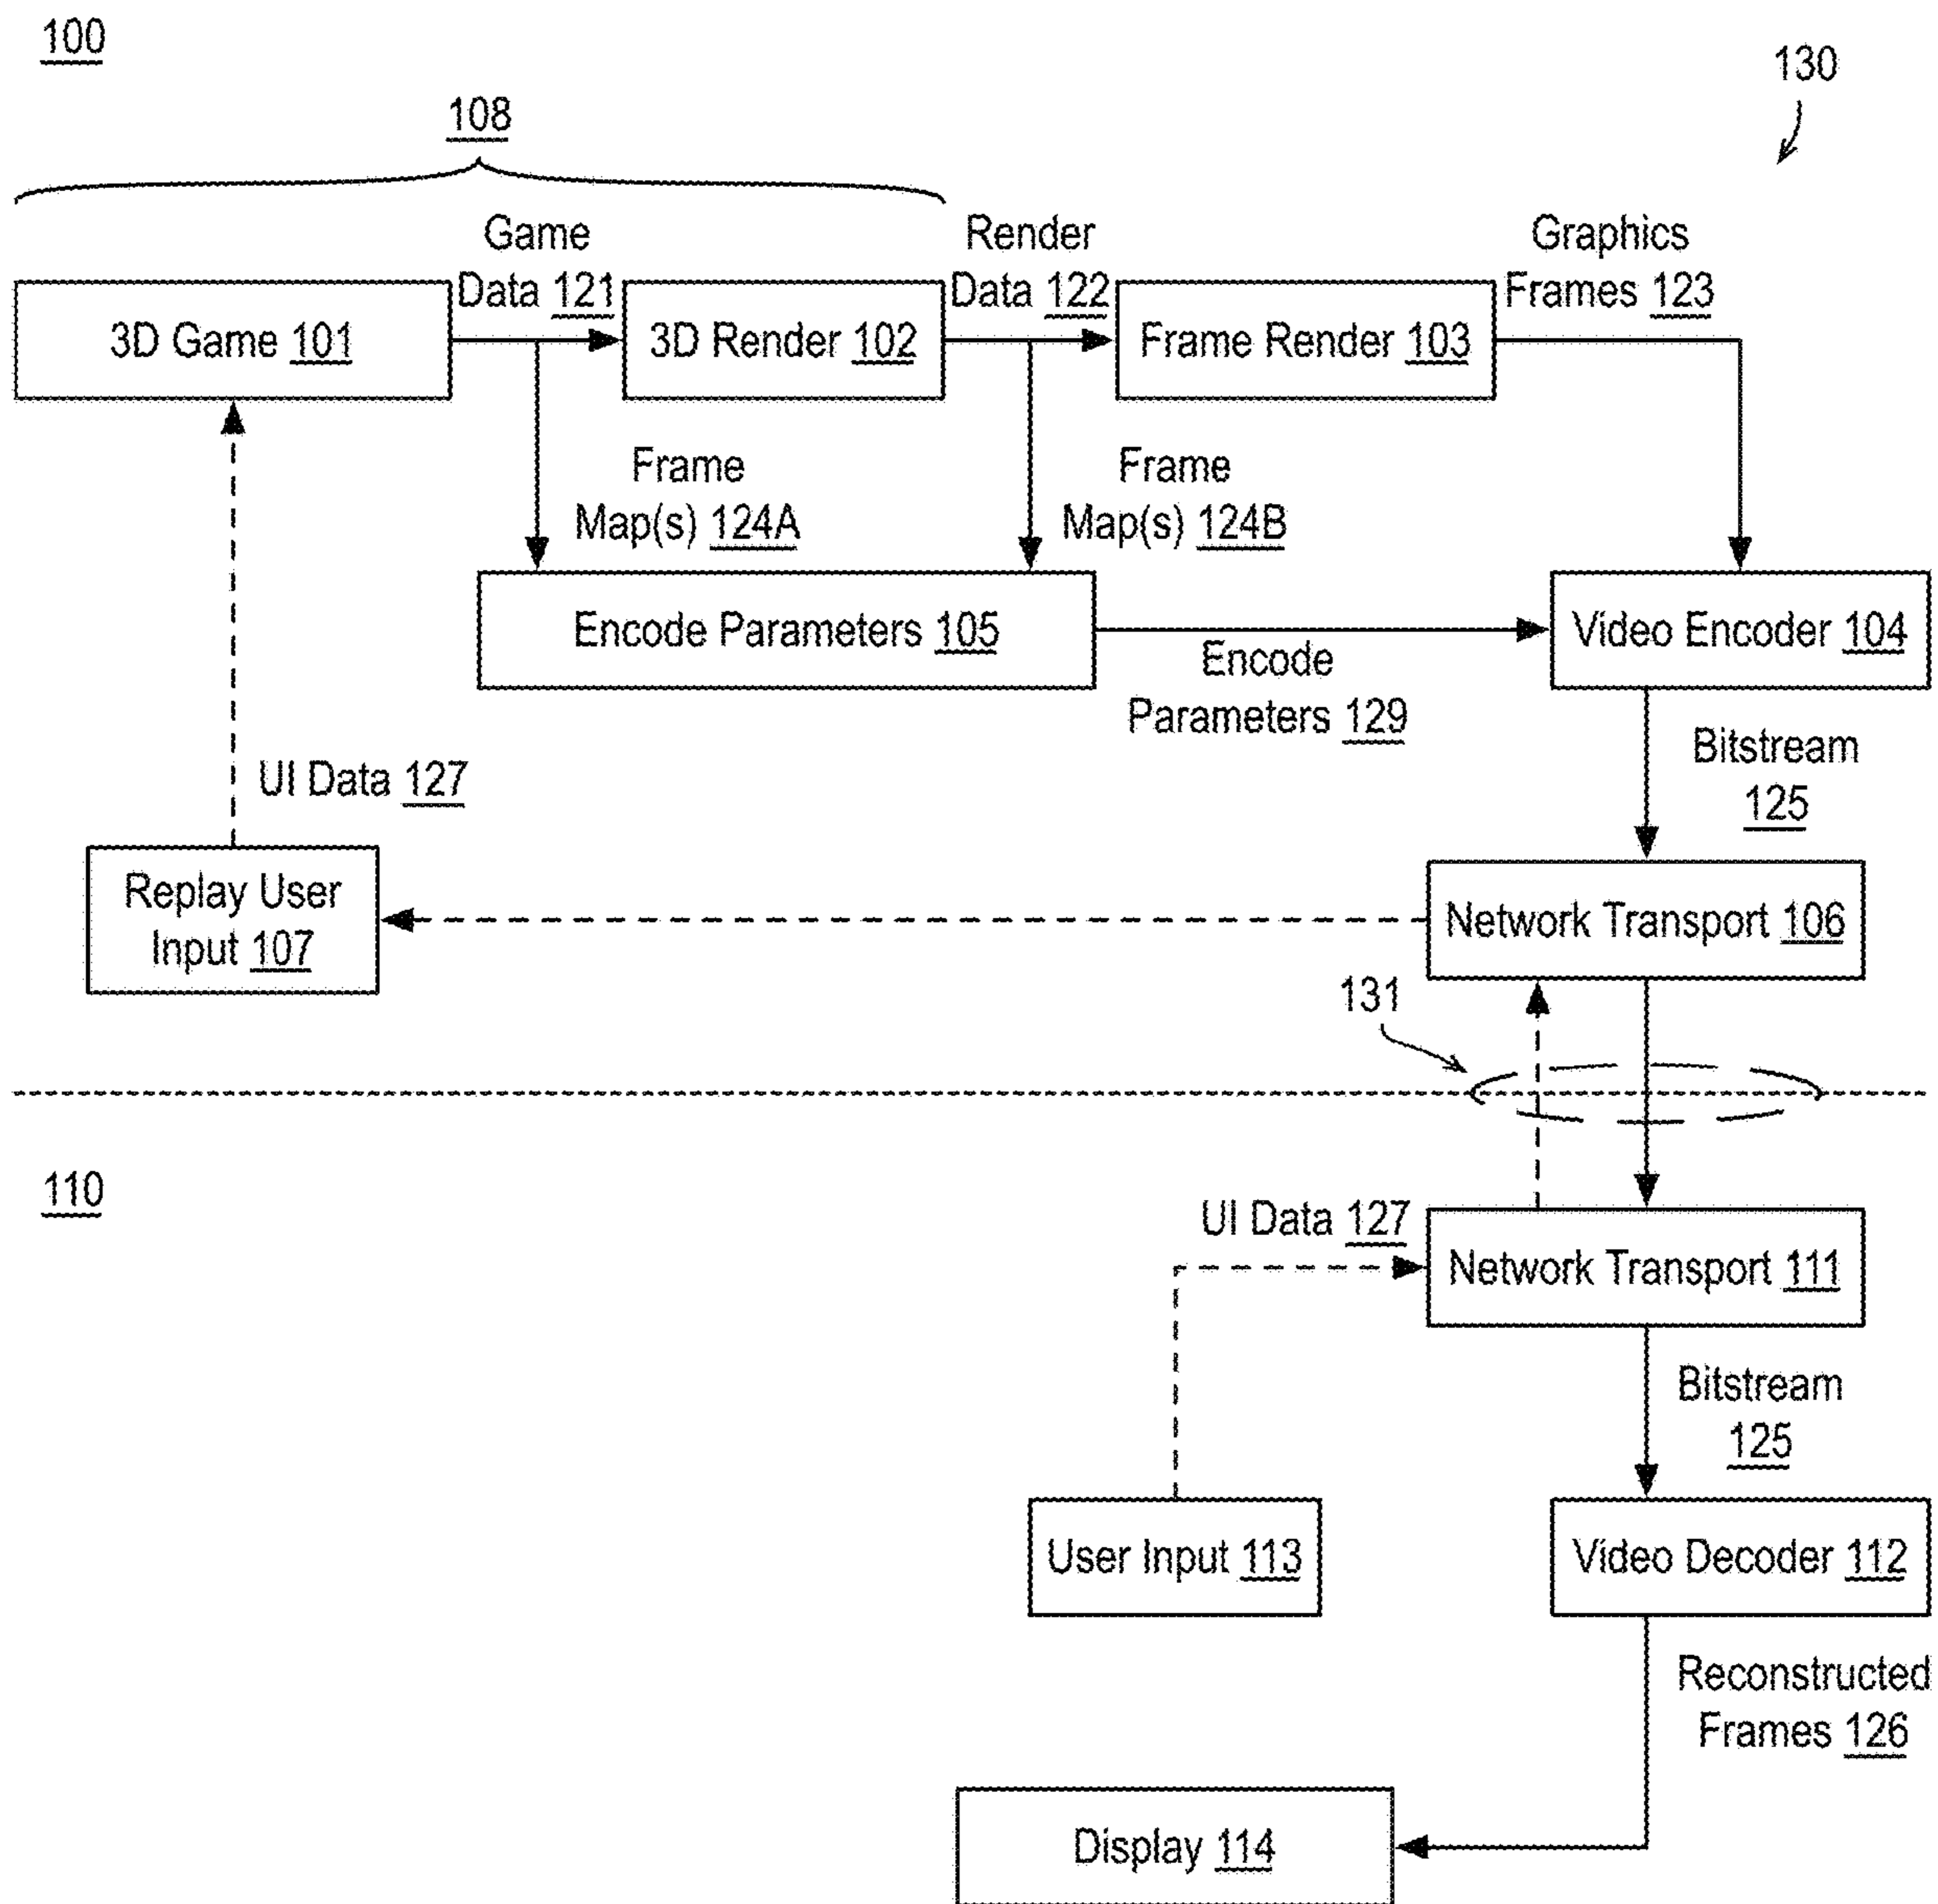 100
130
108
Game
Data 121
Render
Data 122
Graphics
Frames 123
3D Game 101
3D Render 102
Frame Render 103
Frame
Map(s) 124A
Frame
Map(s) 124B
Encode Parameters 105
Video Encoder 104
Encode
Parameters 129
UI Data 127
Bitstream
125
Replay User
Input 107
Network Transport 106
131
110
UI Data 127
Network Transport 111
Bitstream
125
User Input 113
Video Decoder 112
Reconstructed
Frames 126
Display 114